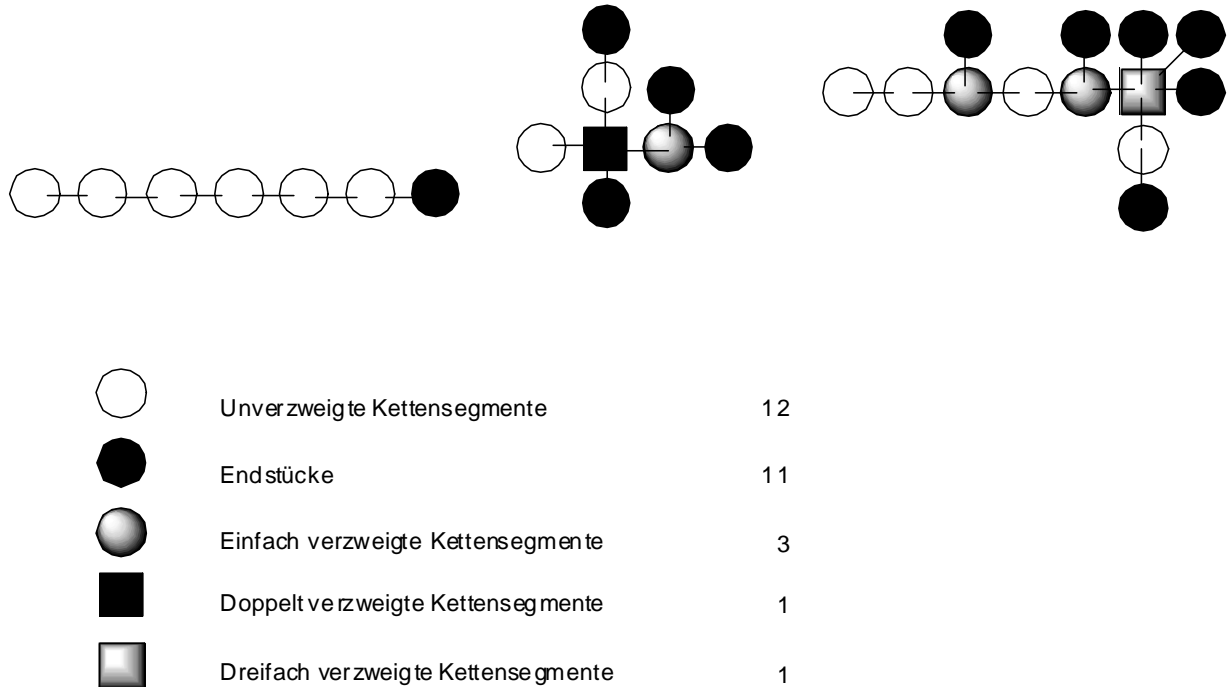 Unverzweigte Kettensegmente 12
Endstücke 11
Einfach verzweigte Kettensegmente 3
Doppelt verzweigte Kettensegmente 1
Dreifach verzweigte Kettensegmente 1